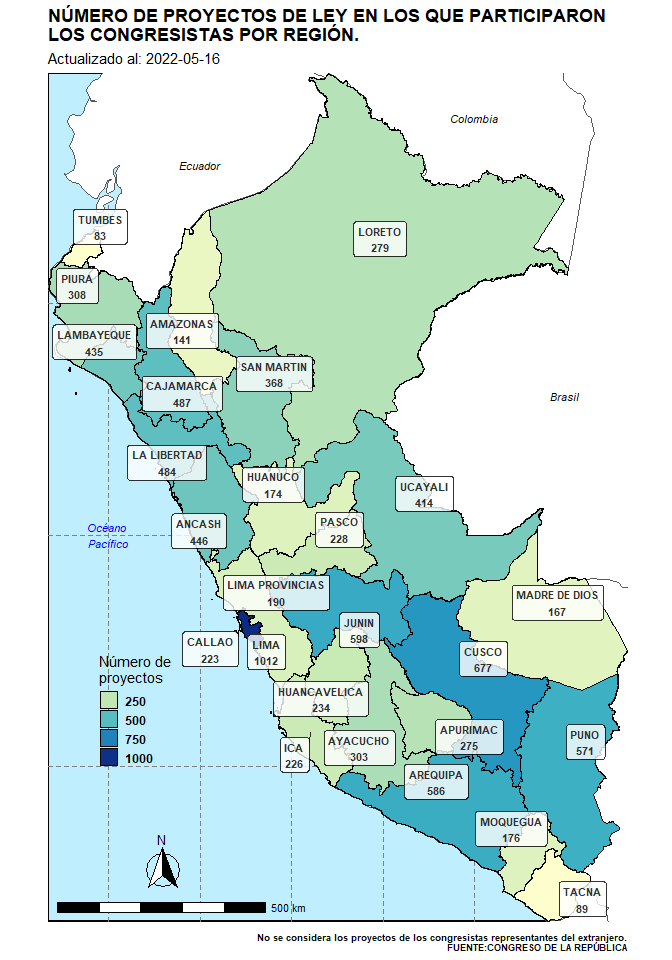 NÚMERO DE PROYECTOS DE LEY EN LOS QUE PARTICIPARON
LOS CONGRESISTAS POR REGIÓN.
Actualizado al: 2022-05-16
Colombia
Ecuador
TUMBES
83
LORETO
279
PIURA
308
AMAZONAS
141
LAMBAYEQUE
435
SAN MARTIN
368
CAJAMARCA
487
Brasil
LA LIBERTAD
484
HUANUCO
174
UCAYALI
414
ANCASH
446
PASCO
228
Océano
Pacífico
LIMA PROVINCIAS
190
MADRE DE DIOS
167
JUNIN
598
CALLAO
223
LIMA
1012
CUSCO
677
HUANCAVELICA
234
APURIMAC
275
PUNO
571
ICA
226
AYACUCHO
303
AREQUIPA
586
MOQUEGUA
176
TACNA
89
Número de
proyectos
250
500
750
1000
N
500 km
No se considera los proyectos de los congresistas representantes del extranjero.
FUENTE:CONGRESO DE LA REPÚBLICA